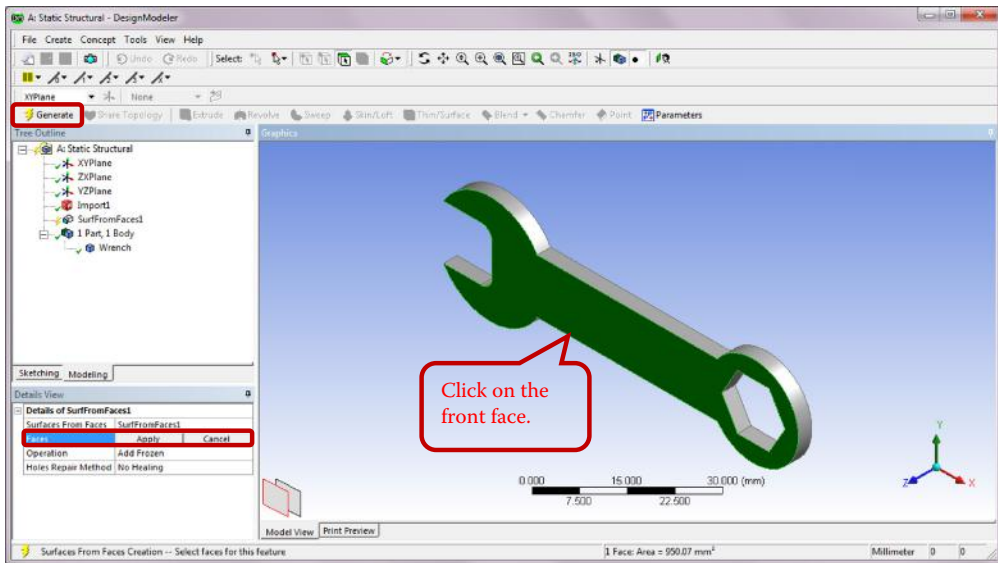 A: Static Structural - DesignModeler
File Create Concept Tools View Help
Undo Redo Select:
XYPlane None
Generate Share Topology Extrude Revolve Sweep Skin/Loft Thin/Surface Blend Chamfer Point Parameters
Tree Outline
A: Static Structural
XYPlane
ZXPlane
YZPlane
Import1
SurfFromFaces1
1 Part, 1 Body
Wrench
Sketching Modeling
Details View
Details of SurfFromFaces1
Surfaces From Faces SurfFromFaces1
Faces Apply Cancel
Operation Add Frozen
Holes Repair Method No Healing
Graphics
Click on the
front face.
0.000 15.000 30.000 (mm)
7.500 22.500
Y
Z X
Model View Print Preview
Surfaces From Faces Creation -- Select faces for this feature 1 Face: Area = 950.07 mm² Millimeter 0 0